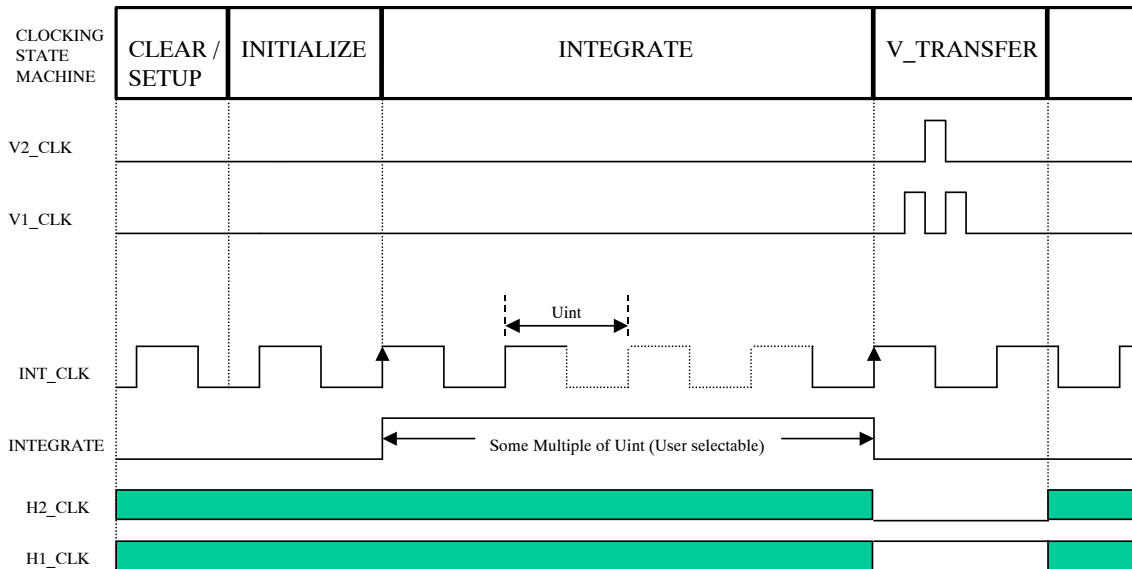 CLOCKING
STATE
MACHINE
CLEAR /
SETUP
INITIALIZE
INTEGRATE
V_TRANSFER
V2_CLK
V1_CLK
Uint
INT_CLK
INTEGRATE
Some Multiple of Uint (User selectable)
H2_CLK
H1_CLK